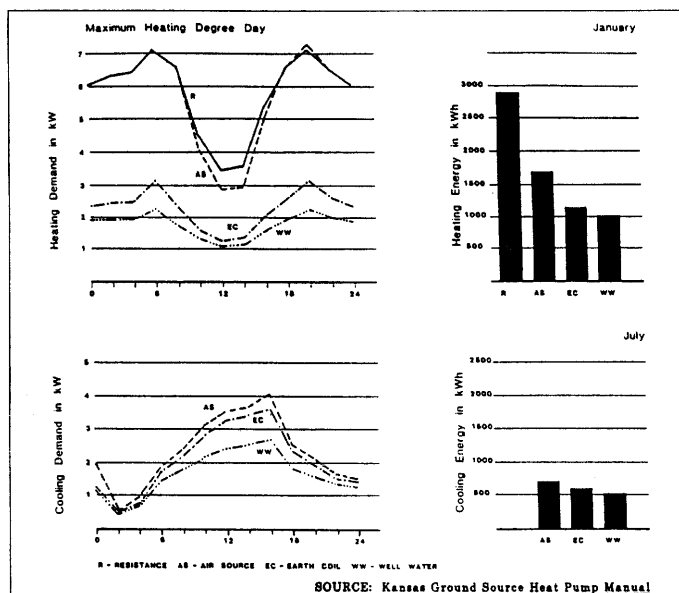 Maximum Heating Degree Day
Heating Demand in kW
7
6
5
4
3
2
1
R
AS
EC
WW
0 6 12 18 24
January
Heating Energy in kWh
3000
2500
2000
1500
1000
500
R AS EC WW
Cooling Demand in kW
5
4
3
2
1
AS
EC
WW
0 6 12 18 24
July
Cooling Energy in kWh
2500
2000
1500
1000
500
AS EC WW
R - RESISTANCE AS - AIR SOURCE EC - EARTH COIL WW - WELL WATER
SOURCE: Kansas Ground Source Heat Pump Manual